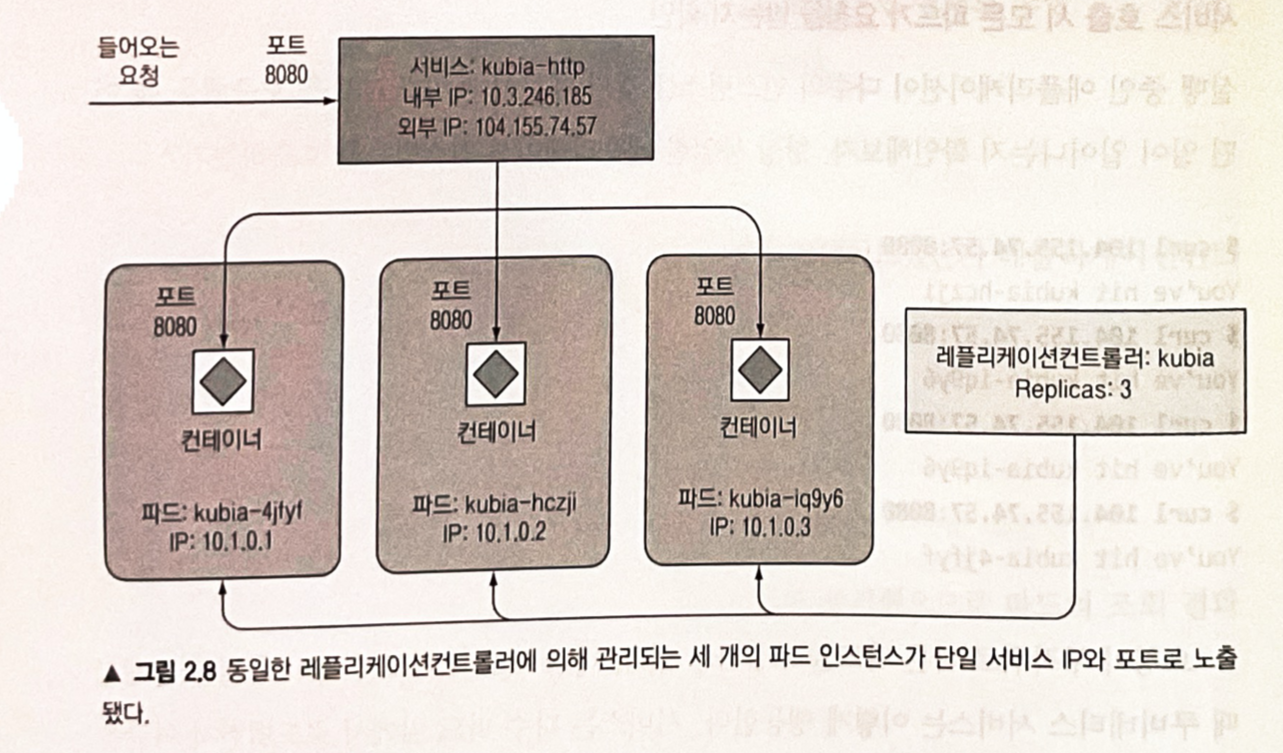 들어오는
요청
포트
8080
서비스: kubia-http
내부 IP: 10.3.246.185
외부 IP: 104.155.74.57
포트
8080
컨테이너
파드: kubia-4jfyf
IP: 10.1.0.1
포트
8080
컨테이너
파드: kubia-hczji
IP: 10.1.0.2
포트
8080
컨테이너
파드: kubia-iq9y6
IP: 10.1.0.3
레플리케이션컨트롤러: kubia
Replicas: 3
▲ 그림 2.8 동일한 레플리케이션컨트롤러에 의해 관리되는 세 개의 파드 인스턴스가 단일 서비스 IP와 포트로 노출
됐다.